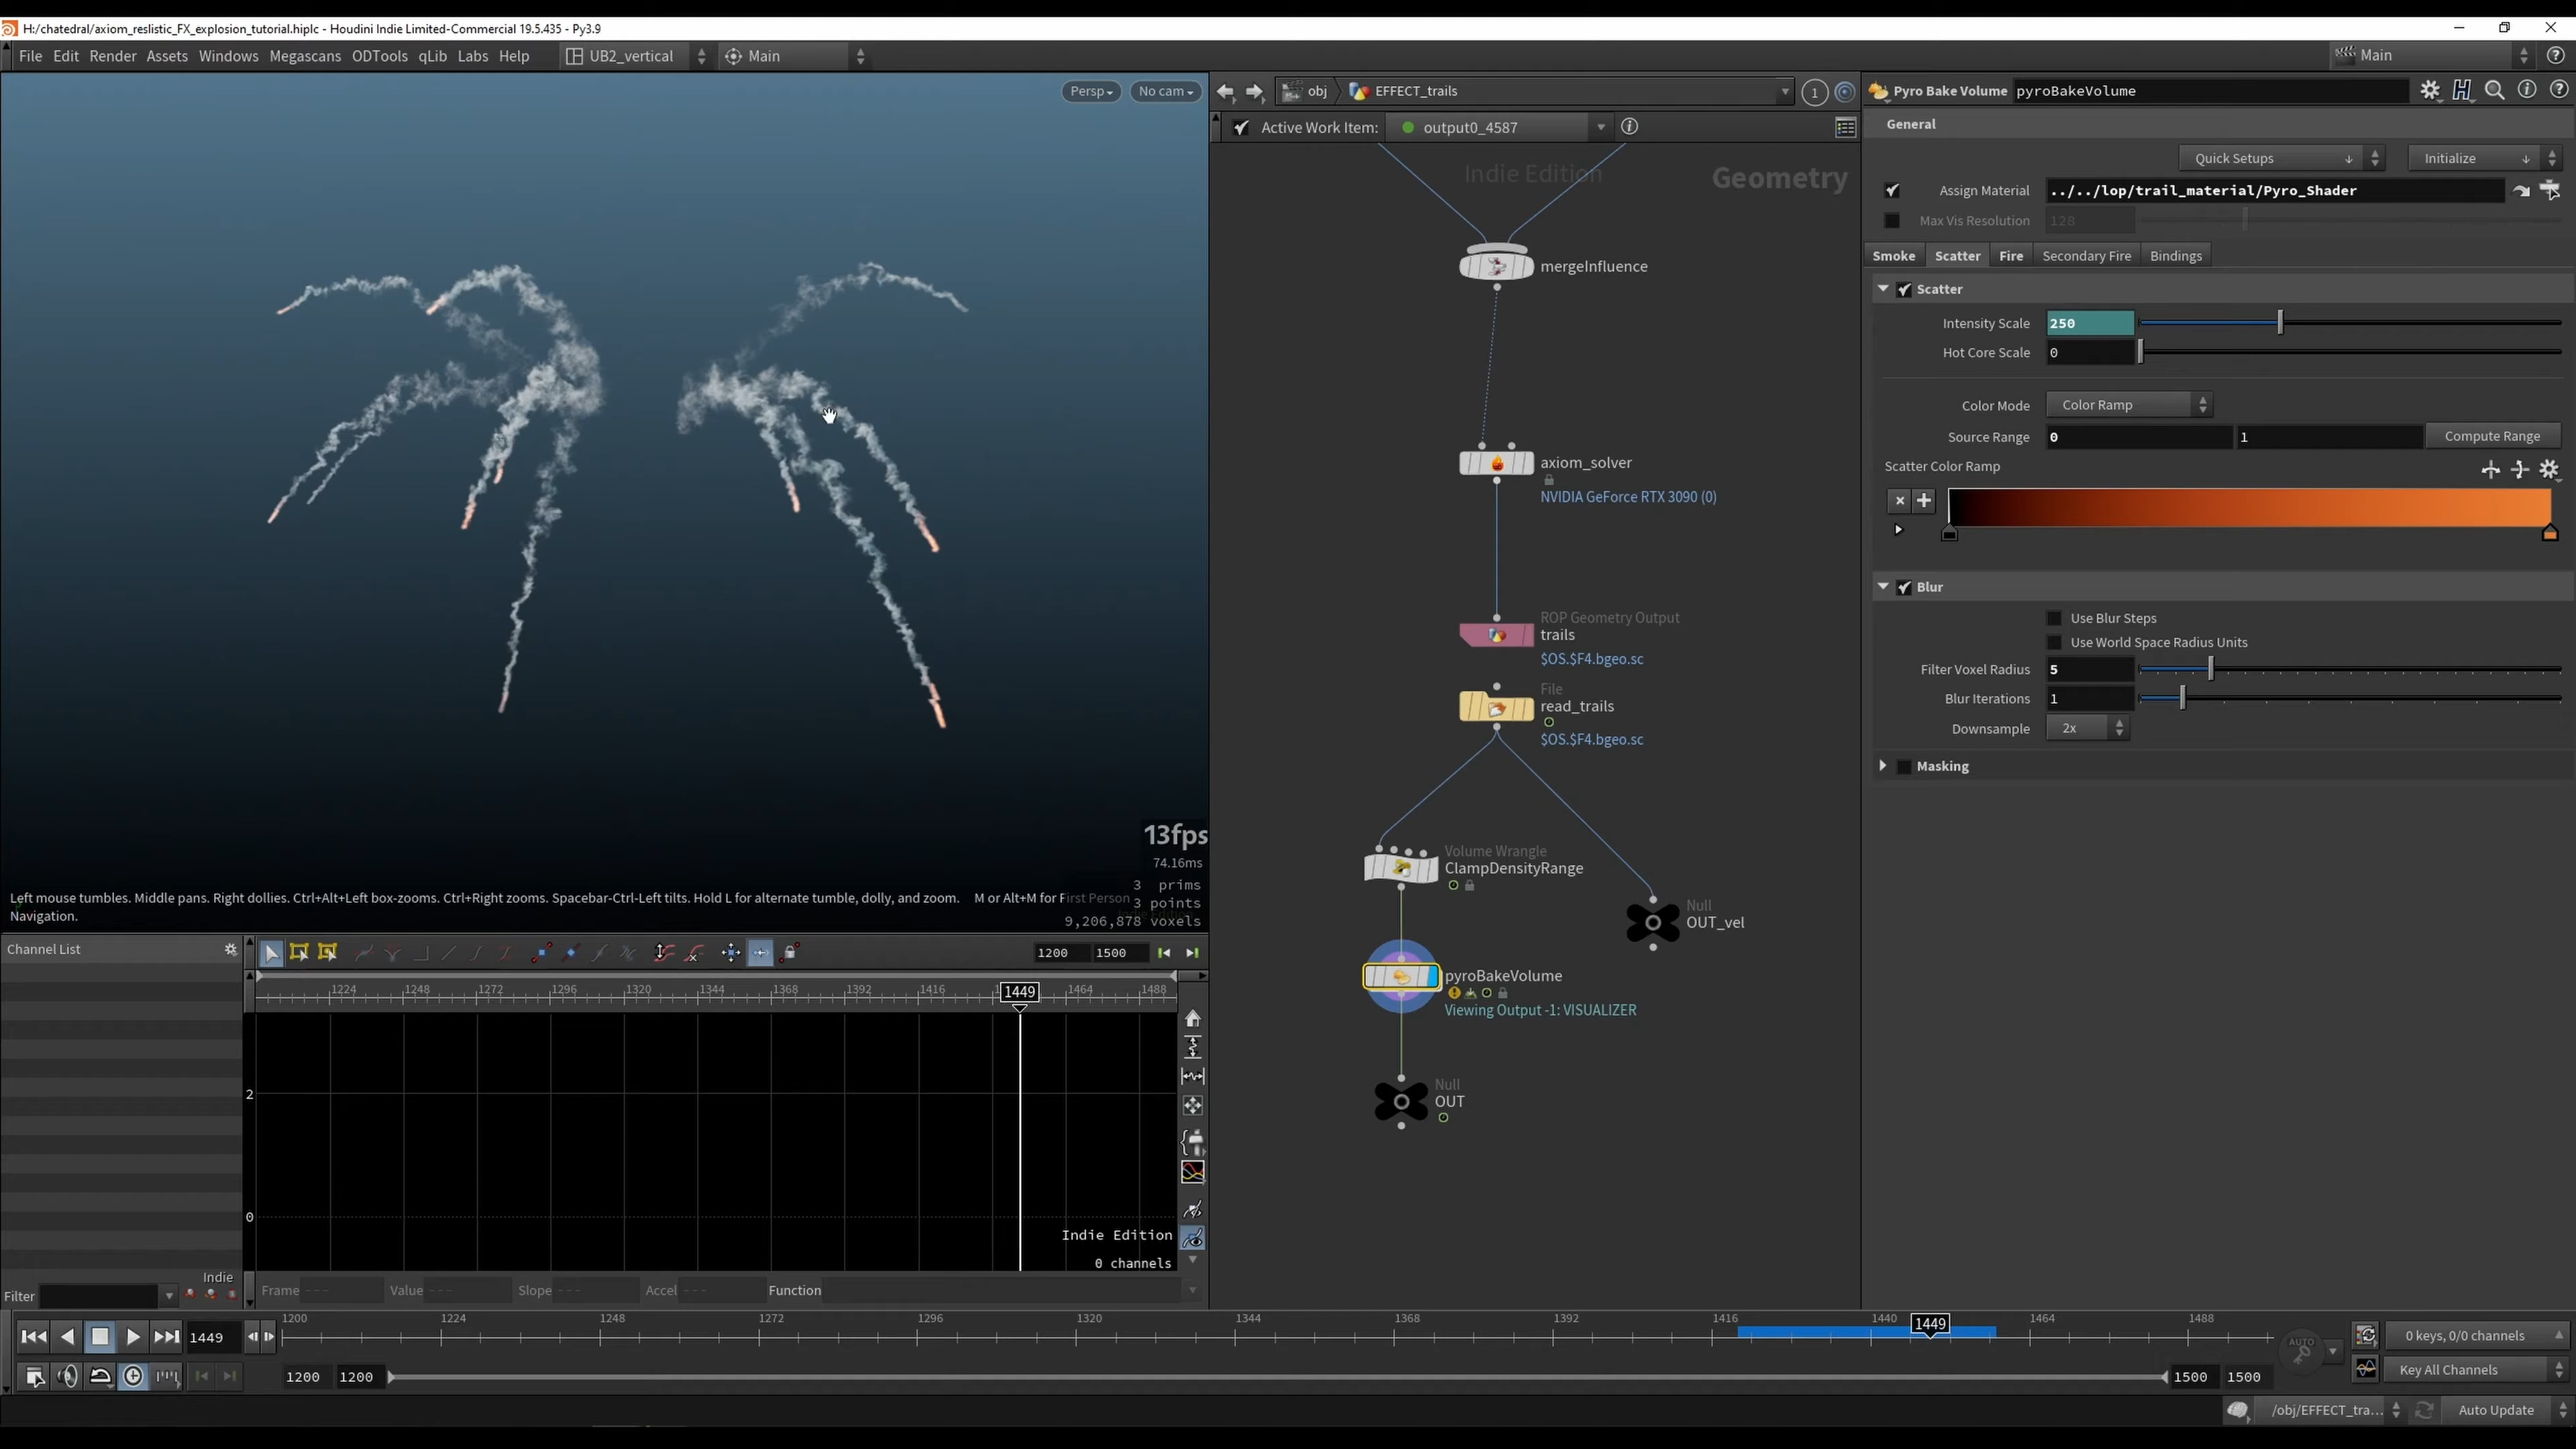 H:/chatedral/axiom_reslistic_FX_explosion_tutorial.hiplc - Houdini Indie Limited-Commercial 19.5.435 - Py3.9
File Edit Render Assets Windows Megascans ODTools qLib Labs Help UB2_vertical Main Main
Persp No cam
obj EFFECT_trails 1
Active Work Item: output0_4587
Indie Edition Geometry
mergeInfluence
axiom_solver
NVIDIA GeForce RTX 3090 (0)
ROP Geometry Output
trails
$OS.$F4.bgeo.sc
File
read_trails
$OS.$F4.bgeo.sc
Volume Wrangle
ClampDensityRange
Null
OUT_vel
pyroBakeVolume
Viewing Output -1: VISUALIZER
Null
OUT
13fps
74.16ms
3 prims
3 points
9,206,878 voxels
Left mouse tumbles. Middle pans. Right dollies. Ctrl+Alt+Left box-zooms. Ctrl+Right zooms. Spacebar-Ctrl-Left tilts. Hold L for alternate tumble, dolly, and zoom. M or Alt+M for First Person
Navigation.
Pyro Bake Volume pyroBakeVolume
General
Quick Setups Initialize
Assign Material ../../lop/trail_material/Pyro_Shader
Max Vis Resolution 128
Smoke Scatter Fire Secondary Fire Bindings
Scatter
Intensity Scale 250
Hot Core Scale 0
Color Mode Color Ramp
Source Range 0 1 Compute Range
Scatter Color Ramp
Blur
Use Blur Steps
Use World Space Radius Units
Filter Voxel Radius 5
Blur Iterations 1
Downsample 2x
Masking
Channel List
1200 1500
1224 1248 1272 1296 1320 1344 1368 1392 1416 1449 1464 1488
2
0
Indie Edition
0 channels
Indie
Filter
Frame --- Value --- Slope --- Accel --- Function
1449
1200 1224 1248 1272 1296 1320 1344 1368 1392 1416 1440 1449 1464 1488
AUTO
0 keys, 0/0 channels
1200 1200 1500 1500
Key All Channels
/obj/EFFECT_tra... Auto Update